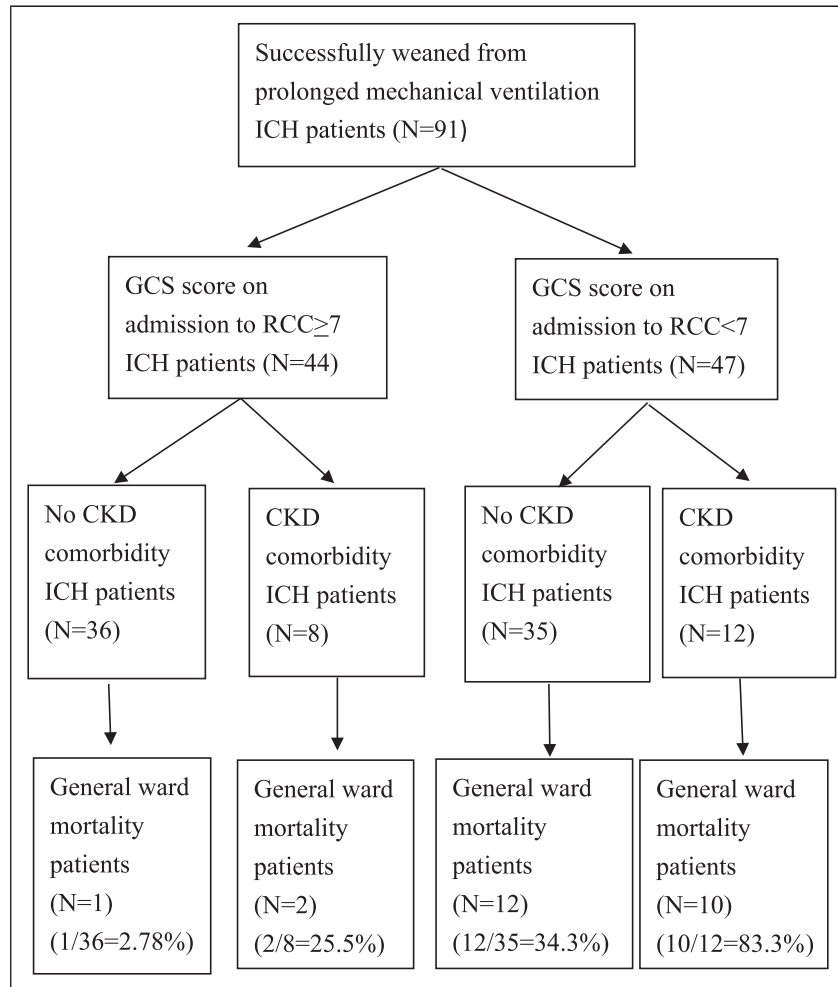 Successfully weaned from
prolonged mechanical ventilation
ICH patients (N=91)
GCS score on
admission to RCC≥7
ICH patients (N=44)
GCS score on
admission to RCC<7
ICH patients (N=47)
No CKD
comorbidity
ICH patients
(N=36)
CKD
comorbidity
ICH patients
(N=8)
No CKD
comorbidity
ICH patients
(N=35)
CKD
comorbidity
ICH patients
(N=12)
General ward
mortality
patients
(N=1)
(1/36=2.78%)
General ward
mortality
patients
(N=2)
(2/8=25.5%)
General ward
mortality
patients
(N=12)
(12/35=34.3%)
General ward
mortality
patients
(N=10)
(10/12=83.3%)